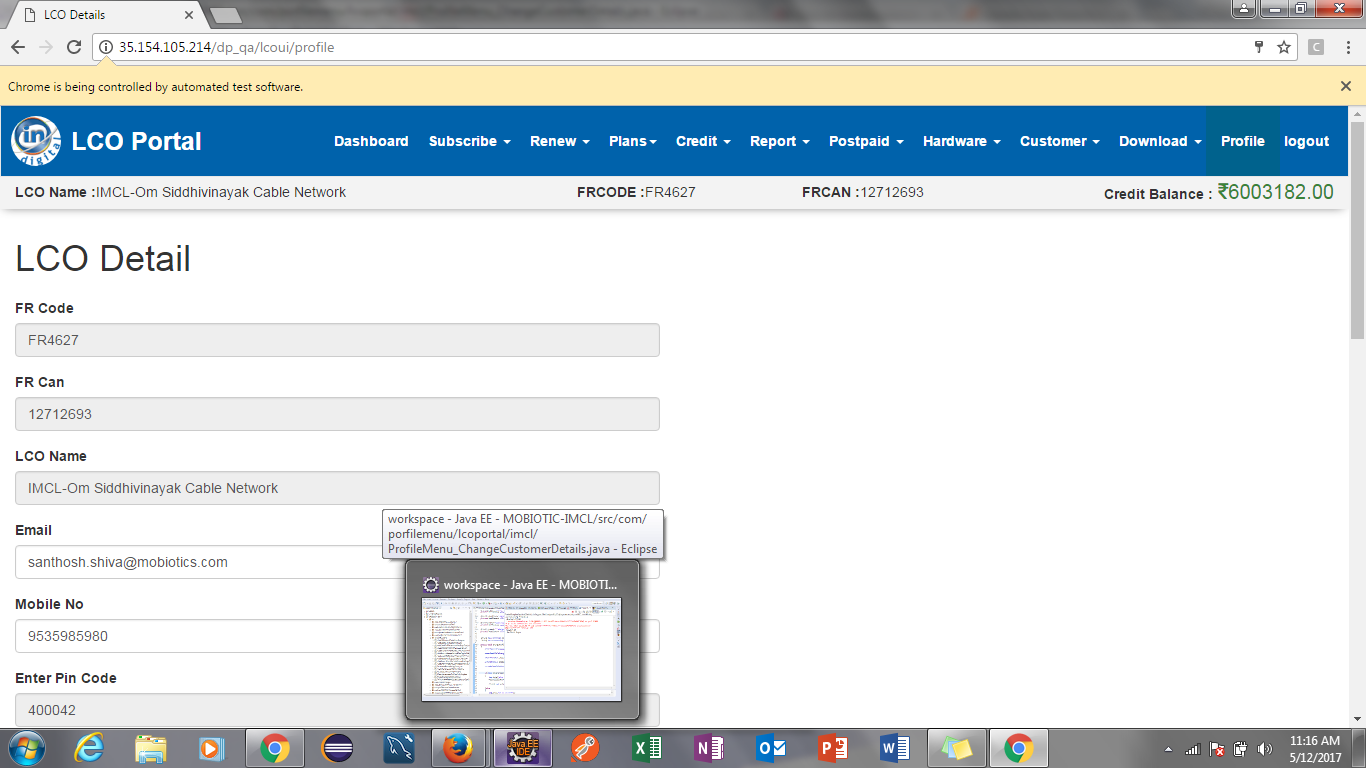 LCO Details
35.154.105.214/dp_qa/lcoui/profile
Chrome is being controlled by automated test software.
in digital LCO Portal Dashboard Subscribe Renew Plans Credit Report Postpaid Hardware Customer Download Profile logout
LCO Name :IMCL-Om Siddhivinayak Cable Network FRCODE :FR4627 FRCAN :12712693 Credit Balance : ₹6003182.00
LCO Detail
FR Code
FR4627
FR Can
12712693
LCO Name
IMCL-Om Siddhivinayak Cable Network
Email
santhosh.shiva@mobiotics.com
workspace - Java EE - MOBIOTIC-IMCL/src/com/
porfilemenu/lcoportal/imcl/
ProfileMenu_ChangeCustomerDetails.java - Eclipse
workspace - Java EE - MOBIOTI...
Mobile No
9535985980
Enter Pin Code
400042
Java EE
IDE
11:16 AM
5/12/2017